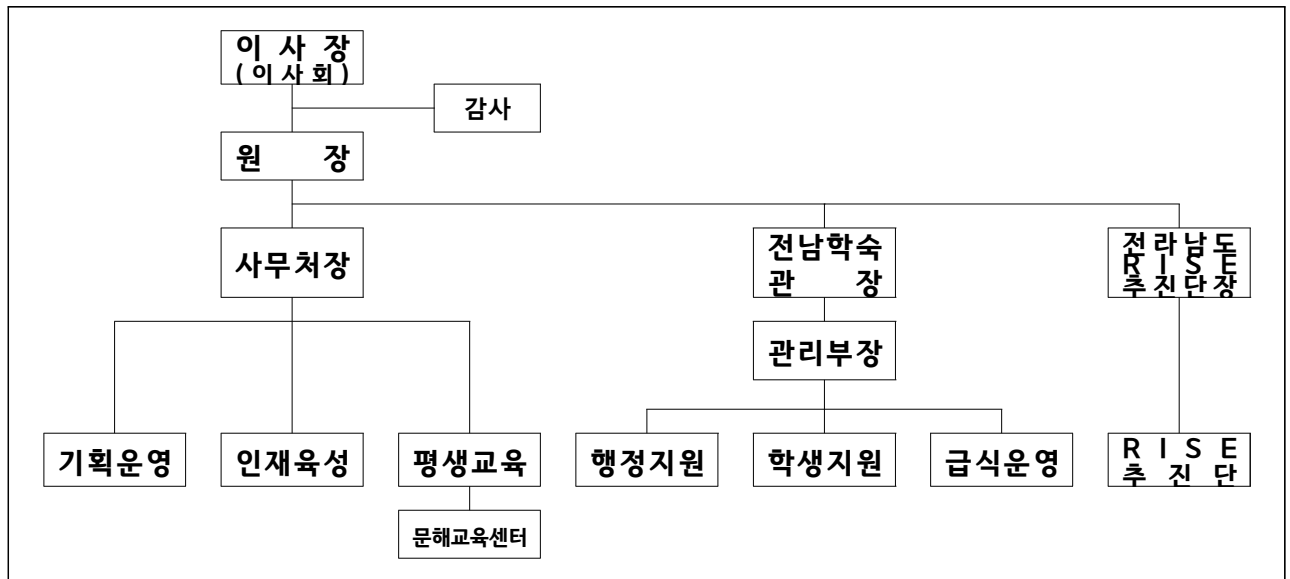 이 사 장
( 이 사 회 )
감사
원 장
사무처장
전남학숙
관 장
전라남도
R I S E
추진단장
관리부장
기획운영
인재육성
평생교육
행정지원
학생지원
급식운영
R I S E
추 진 단
문해교육센터